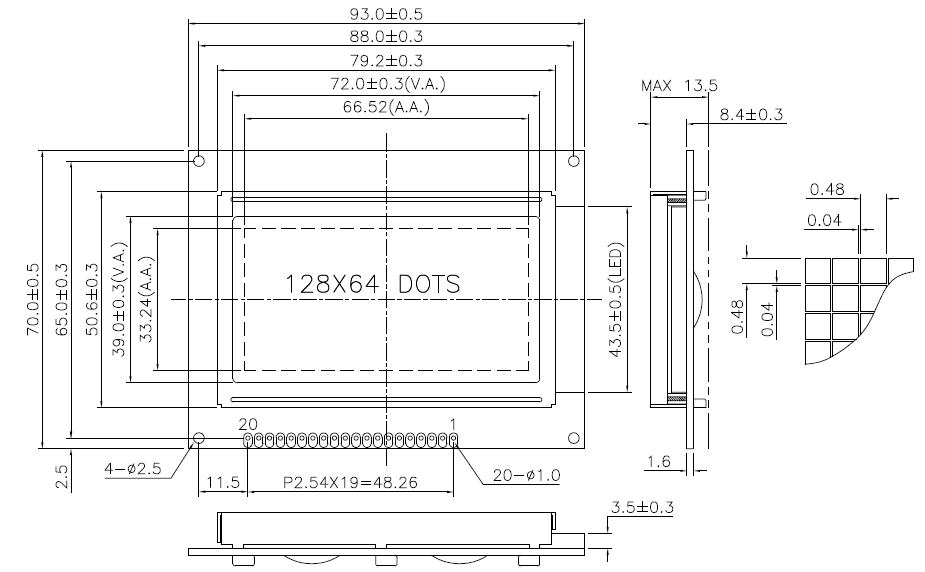 93.0±0.5
88.0±0.3
79.2±0.3
72.0±0.3(V.A.)
66.52(A.A.)
MAX 13.5
8.4±0.3
0.48
0.04
70.0±0.5
65.0±0.3
50.6±0.3
39.0±0.3(V.A.)
33.24(A.A.)
128X64 DOTS
43.5±0.5(LED)
0.48
0.04
20
1
2.5
4-ø2.5
11.5
P2.54X19=48.26
20-ø1.0
1.6
3.5±0.3